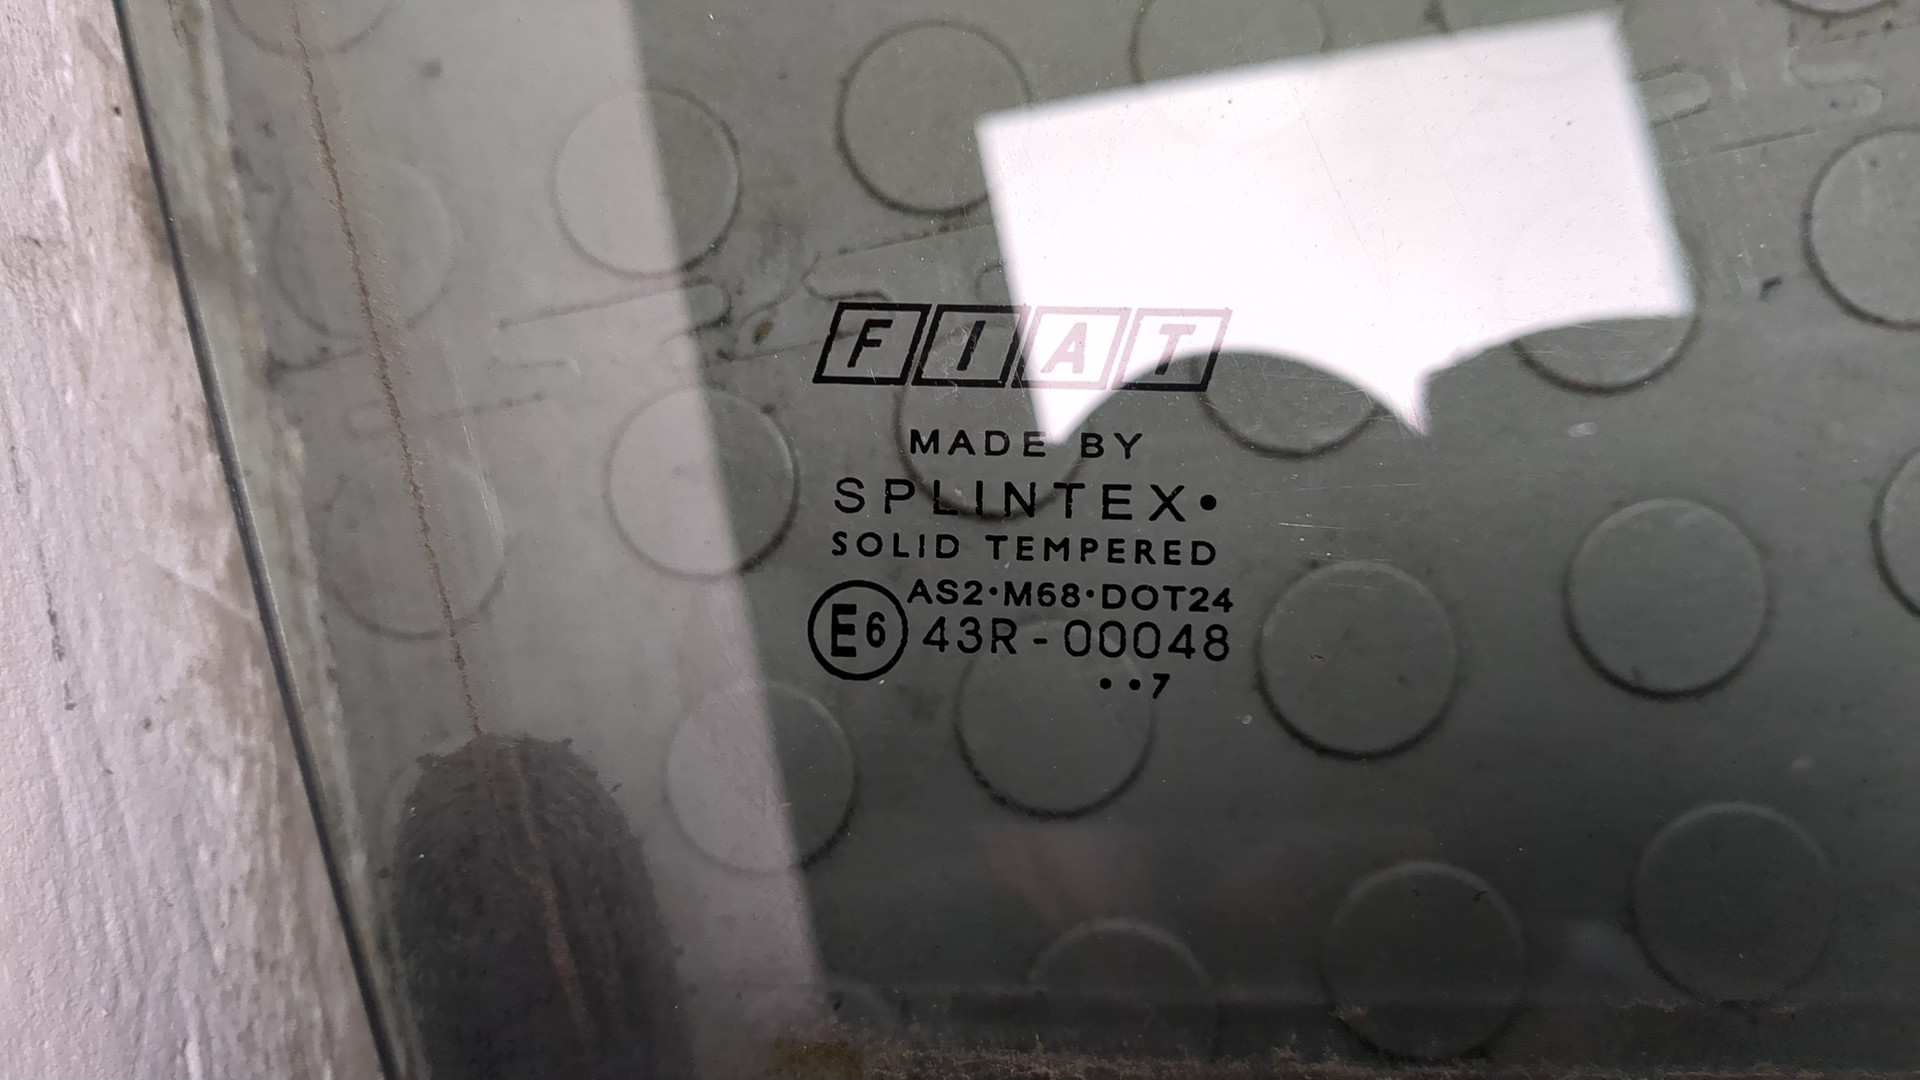 FIAT
MADE BY
SPLINTEX•
SOLID TEMPERED
AS2•M68•DOT24
E6 43R-00048
••7